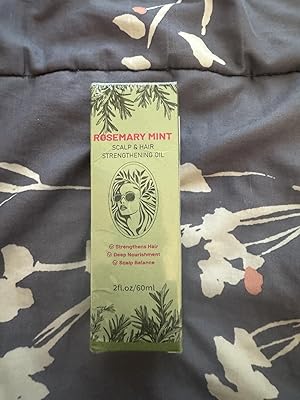 ROSEMARY MINT
SCALP & HAIR
STRENGTHENING OIL
Strengthens Hair
Deep Nourishment
Scalp Balance
2fl.oz/60ml